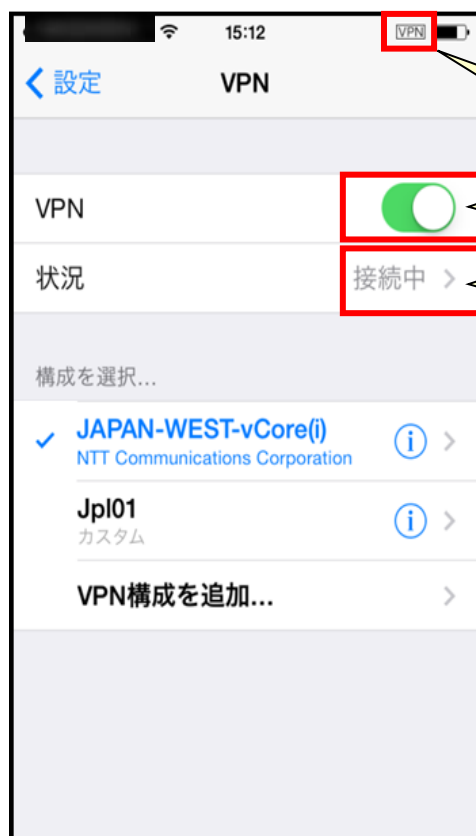 15:12 VPN
設定 VPN
VPN
状況 接続中
構成を選択...
JAPAN-WEST-vCore(i)
NTT Communications Corporation
Jpl01
カスタム
VPN構成を追加...